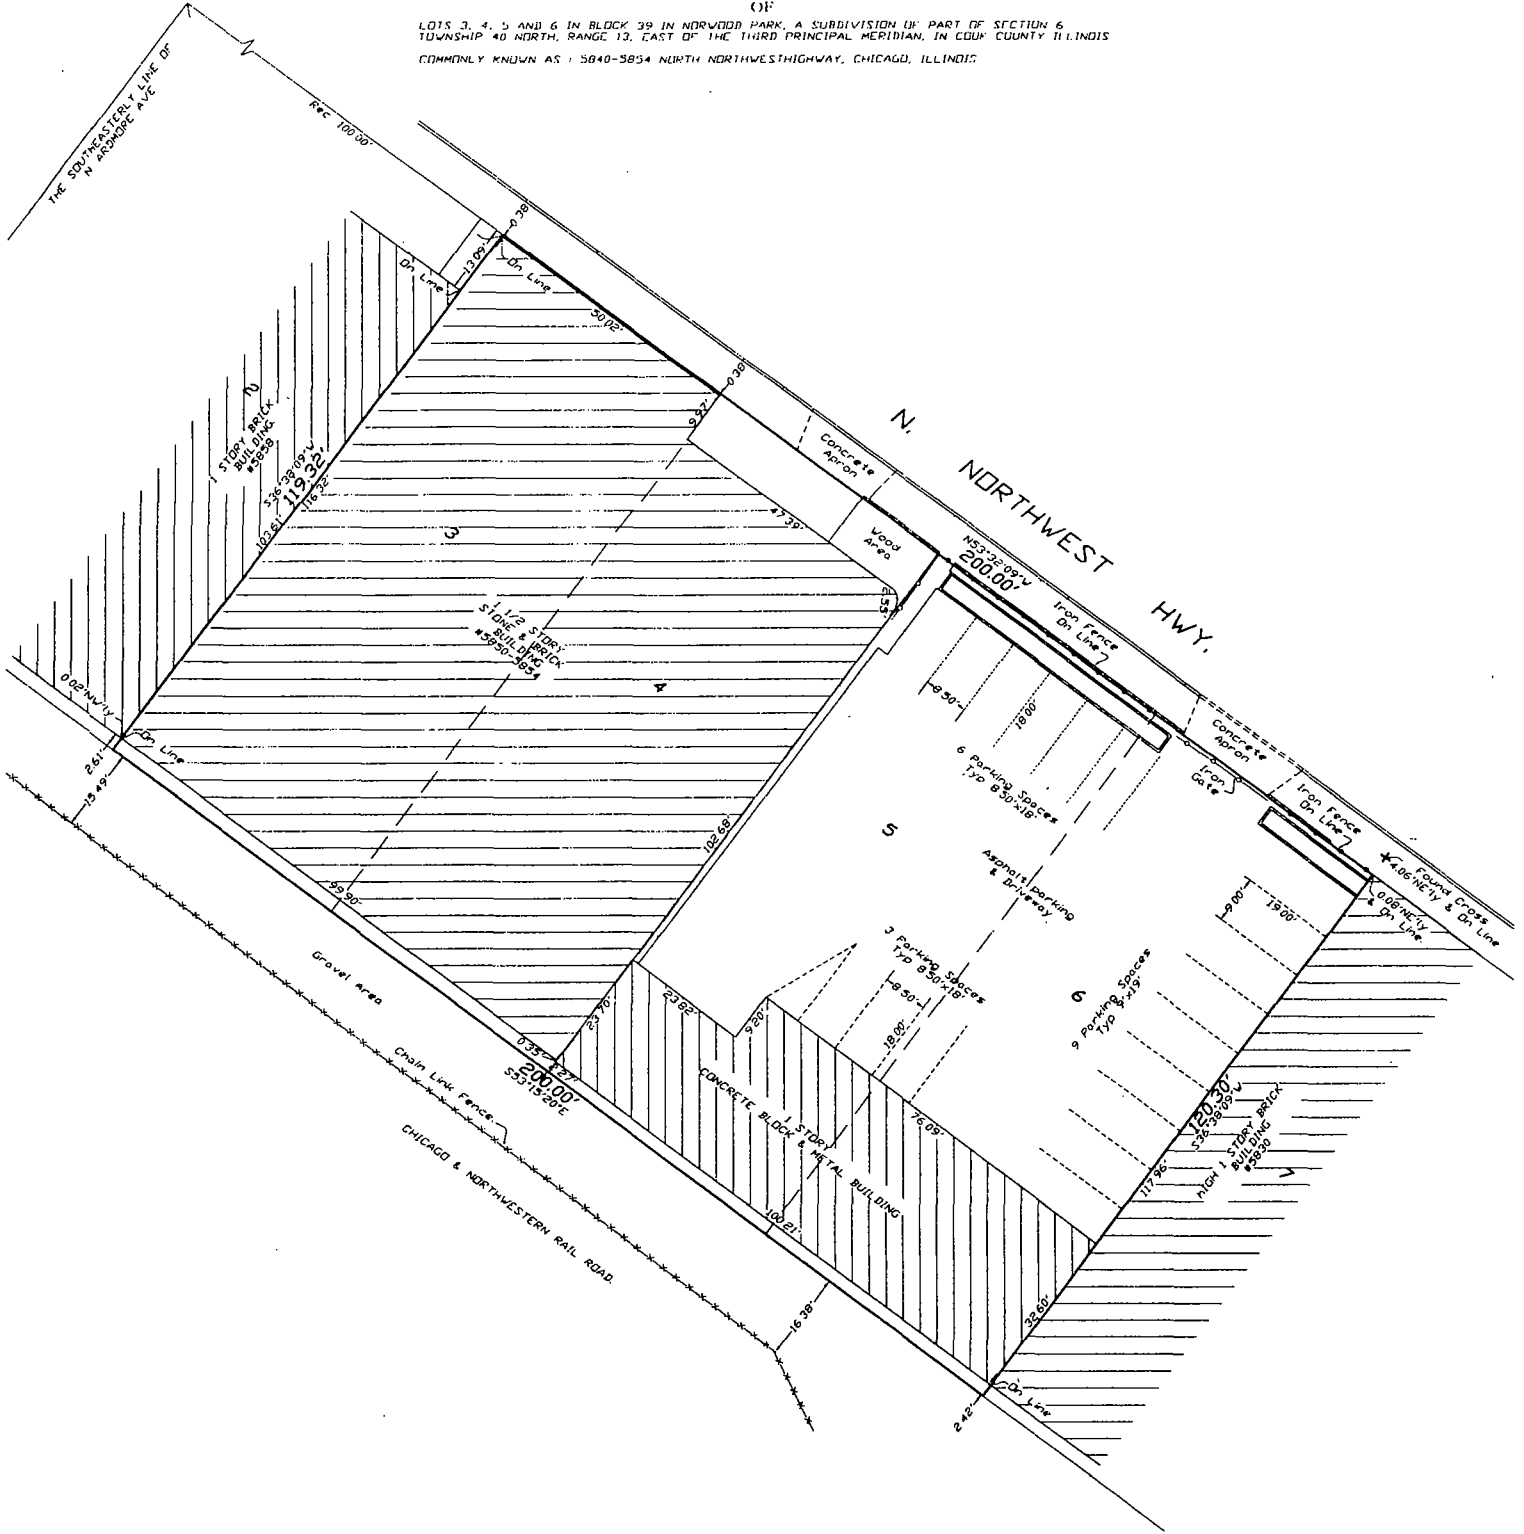 OF
LOTS 3, 4, 5 AND 6 IN BLOCK 39 IN NORWOOD PARK, A SUBDIVISION OF PART OF SECTION 6
TOWNSHIP 40 NORTH, RANGE 13, EAST OF THE THIRD PRINCIPAL MERIDIAN, IN COOK COUNTY ILLINOIS
COMMONLY KNOWN AS : 5840-5854 NORTH NORTHWESTHIGHWAY, CHICAGO, ILLINOIS
THE SOUTHEASTERLY LINE OF
N ARDMORE AVE
Rec 100.00'
0.38
13.09'
On Line
On Line
50.02'
0.38
9.97'
N. NORTHWEST HWY.
Concrete
Apron
2
1 STORY BRICK
BUILDING
#5858
S36°38'09"W
119.32'
116.32'
103.61'
3
47.39'
Wood
Area
N53°32'09"W
200.00'
Iron Fence
On Line
2.55'
1 1/2 STORY
STONE & BRICK
BUILDING
#5850-5854
4
8.50'
18.00'
6 Parking Spaces
Typ 8.50'x18'
Concrete
Apron
Iron
Gate
Iron Fence
On Line
Found Cross
4.06'NE'ly & On Line
0.08'NE'ly
& On Line.
0.02'NW'ly
On Line
2.61'
15.49'
102.68'
5
Asphalt Parking
& Driveway
9.00'
19.00'
99.90'
3 Parking Spaces
Typ 8.50'x18'
8.50'
18.00'
6
9 Parking Spaces
Typ 9'x19'
Gravel Area
23.70'
23.82'
9.20'
0.35'
200.00'
S53°15'20"E
Chain Link Fence
CHICAGO & NORTHWESTERN RAIL ROAD.
1 STORY
CONCRETE BLOCK & METAL BUILDING
76.09'
120.30'
S36°38'09"W
117.96'
HIGH 1 STORY BRICK
BUILDING
#5830
7
100.21'
16.38'
32.60'
On Line
2.42'